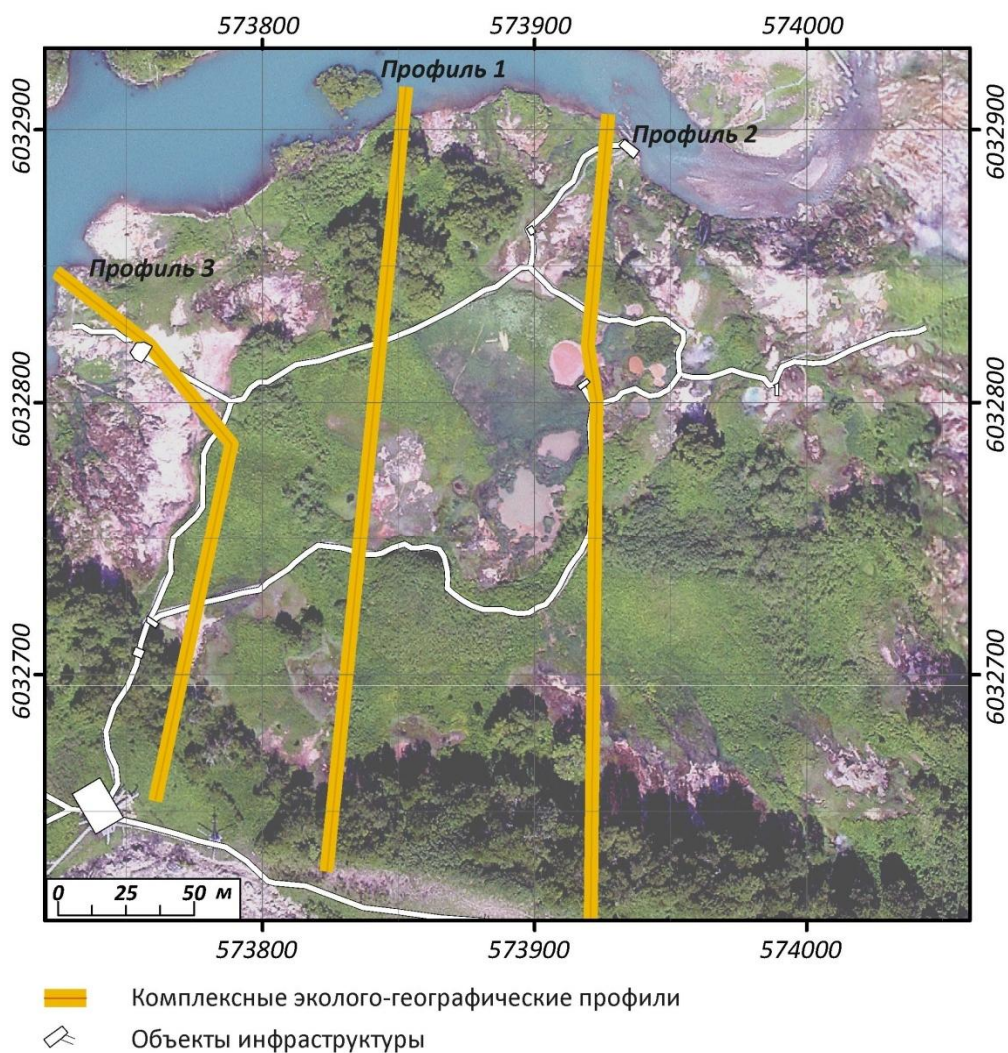 573800 573900 574000
Профиль 1
6032900 6032900
Профиль 2
Профиль 3
6032800 6032800
6032700 6032700
0 25 50 м
573800 573900 574000
Комплексные эколого-географические профили
Объекты инфраструктуры